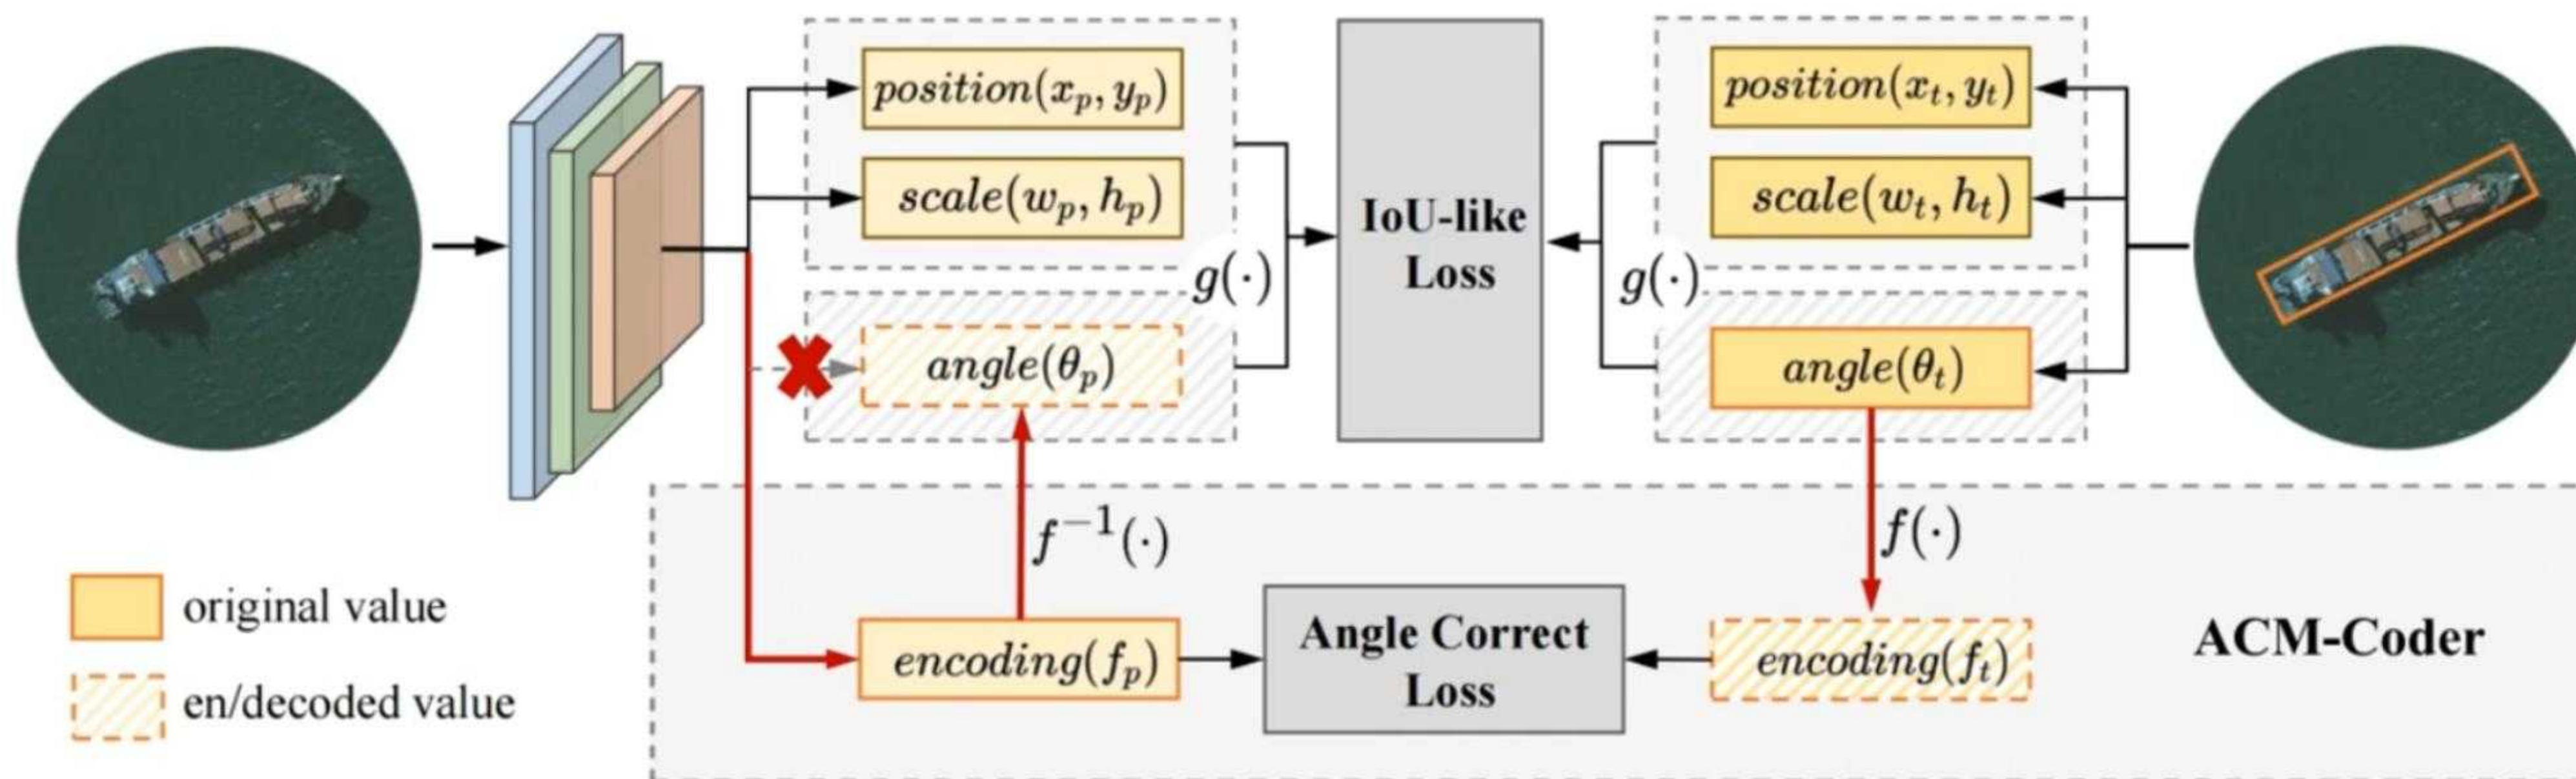 position(x_p, y_p)
scale(w_p, h_p)
g(·)
angle(θ_p)
IoU-like
Loss
position(x_t, y_t)
scale(w_t, h_t)
g(·)
angle(θ_t)
f⁻¹(·)
f(·)
original value
en/decoded value
encoding(f_p)
Angle Correct
Loss
encoding(f_t)
ACM-Coder